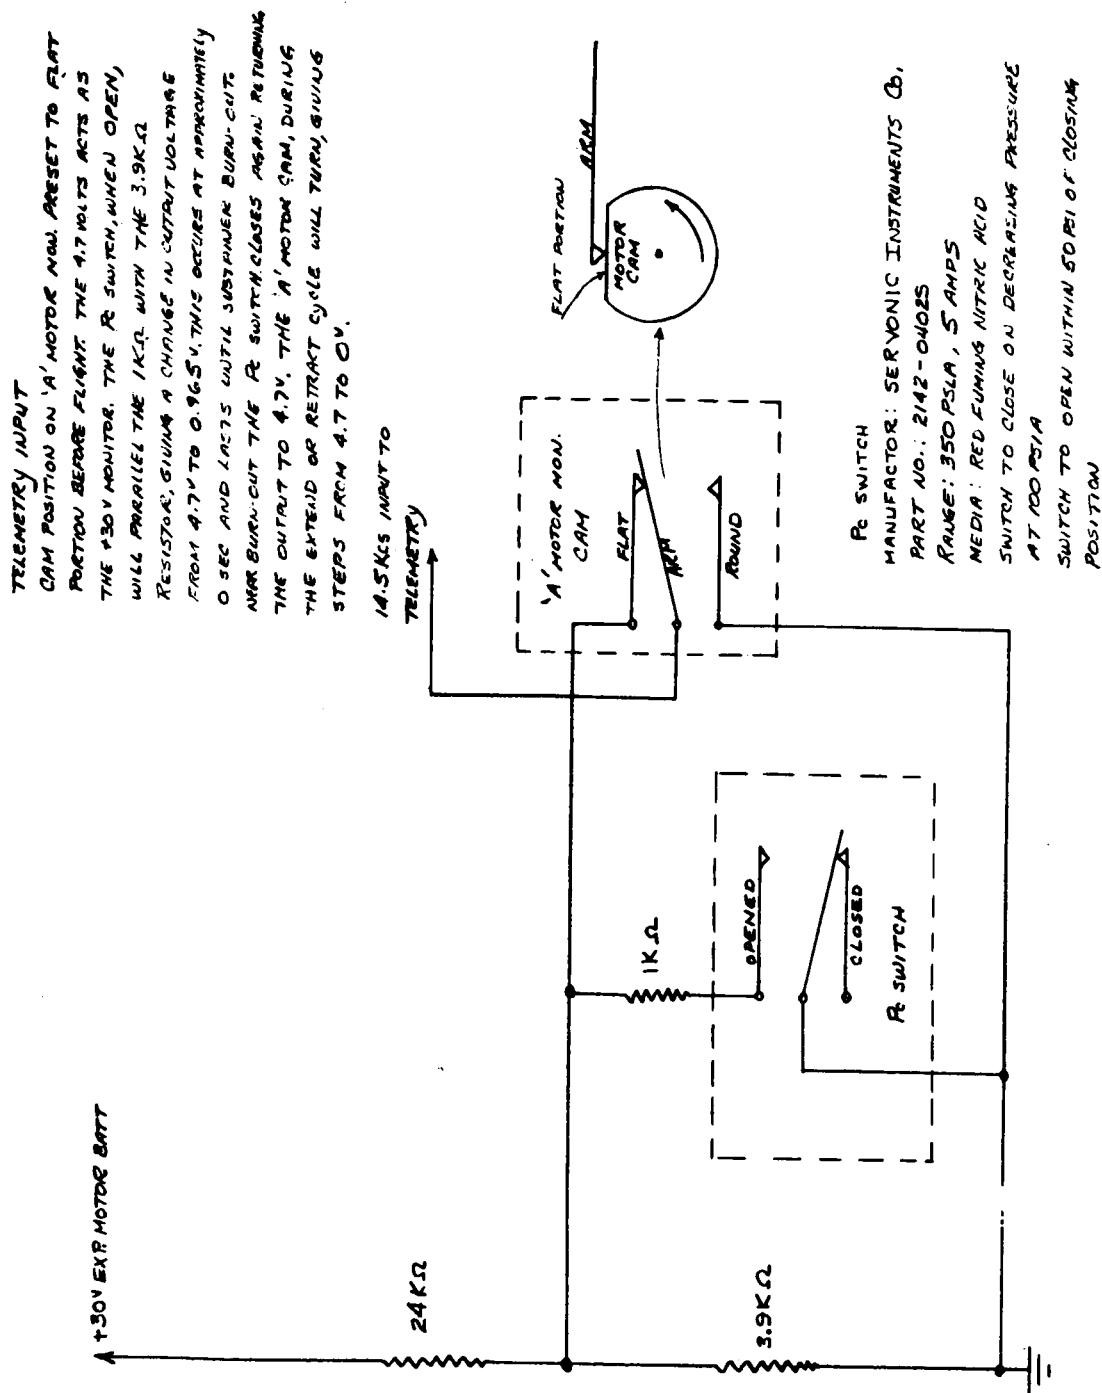 TELEMETRY INPUT
CAM POSITION ON 'A' MOTOR MON. PRESET TO FLAT
PORTION BEFORE FLIGHT. THE 4.7 VOLTS ACTS AS
THE +30V MONITOR. THE Pc SWITCH, WHEN OPEN,
WILL PARALLEL THE 1KΩ WITH THE 3.9KΩ
RESISTOR, GIVING A CHANGE IN OUTPUT VOLTAGE
FROM 4.7V TO 0.965V. THIS OCCURS AT APPROXIMATELY
0 SEC AND LASTS UNTIL SUSTAINER BURN-OUT.
NEAR BURN-OUT THE Pc SWITCH CLOSES AGAIN RETURNING
THE OUTPUT TO 4.7V. THE 'A' MOTOR CAM, DURING
THE EXTEND OR RETRACT CYCLE WILL TURN, GIVING
STEPS FROM 4.7 TO 0V.
14.5 KCS INPUT TO
TELEMETRY
'A' MOTOR MON.
CAM
FLAT
ARM
ROUND
FLAT PORTION
ARM
MOTOR
CAM
Pc SWITCH
MANUFACTOR: SERVONIC INSTRUMENTS CO.
PART NO.: 2142-04025
RANGE: 350 PSIA, 5 AMPS
MEDIA: RED FUMING NITRIC ACID
SWITCH TO CLOSE ON DECREASING PRESSURE
AT 100 PSIA
SWITCH TO OPEN WITHIN 50 PSI OF CLOSING
POSITION
1KΩ
OPENED
CLOSED
Pc SWITCH
+30V EXP. MOTOR BATT
24KΩ
3.9KΩ